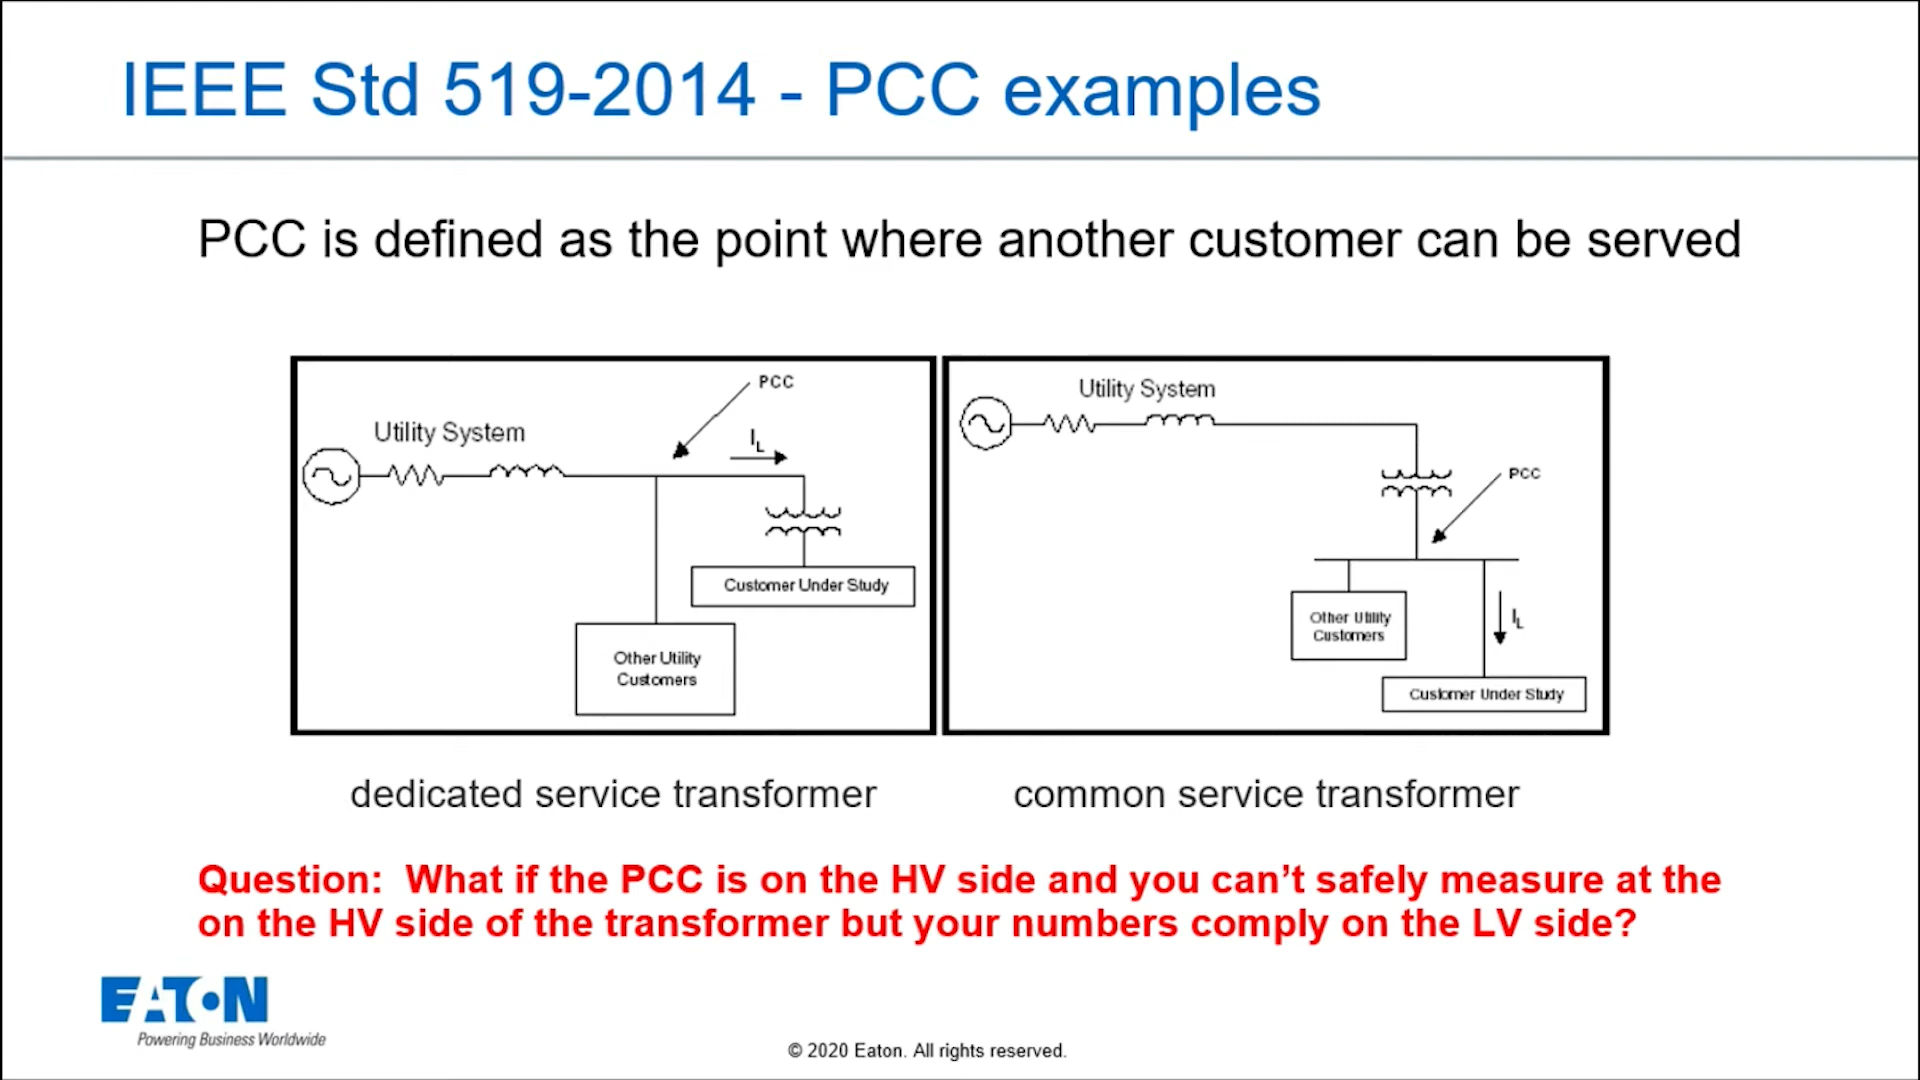 IEEE Std 519-2014 - PCC examples
PCC is defined as the point where another customer can be served
PCC
Utility System
IL
Customer Under Study
Other Utility
Customers
Utility System
PCC
Other Utility
Customers
IL
Customer Under Study
dedicated service transformer
common service transformer
Question:  What if the PCC is on the HV side and you can't safely measure at the
on the HV side of the transformer but your numbers comply on the LV side?
EATON
Powering Business Worldwide
© 2020 Eaton. All rights reserved.